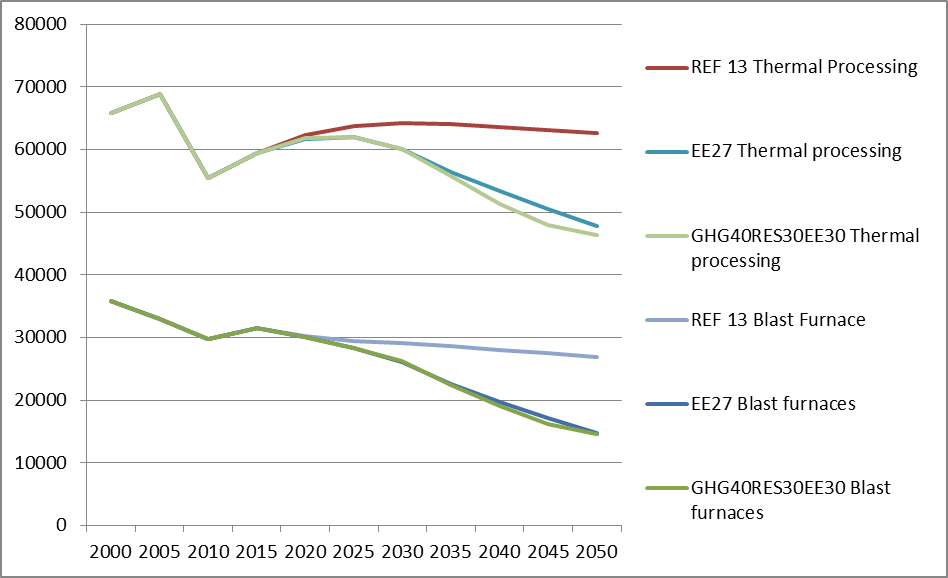 80000
70000
60000
50000
40000
30000
20000
10000
0
2000 2005 2010 2015 2020 2025 2030 2035 2040 2045 2050
REF 13 Thermal Processing
EE27 Thermal processing
GHG40RES30EE30 Thermal
processing
REF 13 Blast Furnace
EE27 Blast furnaces
GHG40RES30EE30 Blast
furnaces